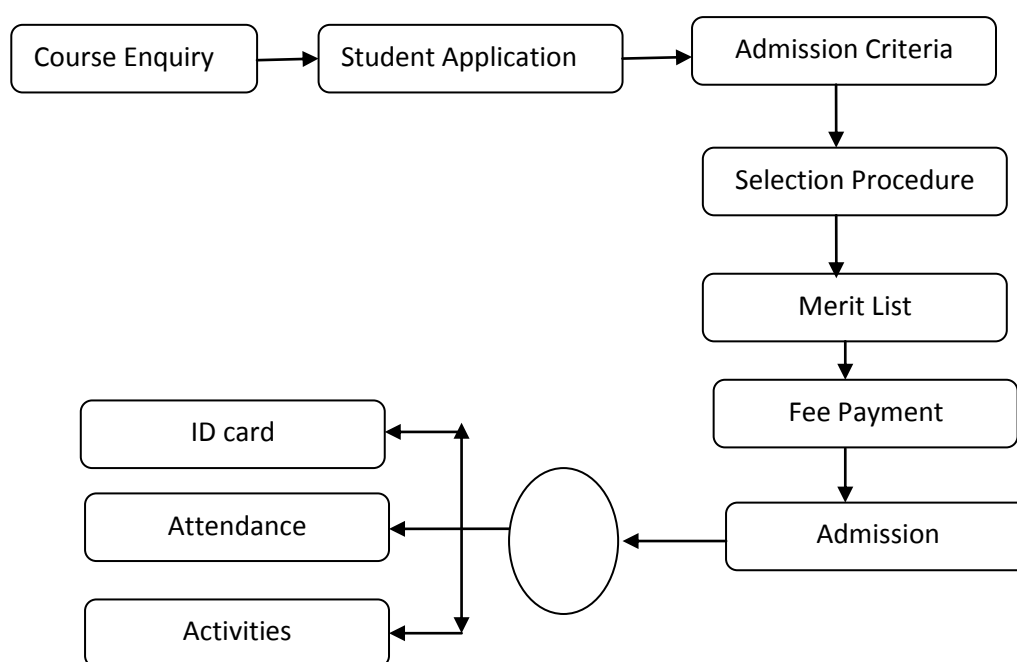 Course Enquiry
Student Application
Admission Criteria
Selection Procedure
Merit List
Fee Payment
Admission
ID card
Attendance
Activities